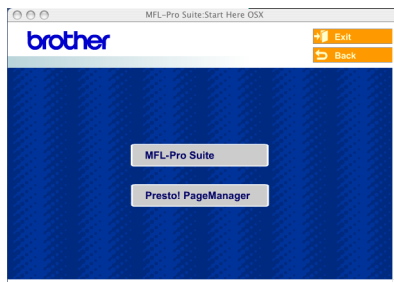 MFL-Pro Suite:Start Here OSX
brother
Exit
Back
MFL-Pro Suite
Presto! PageManager